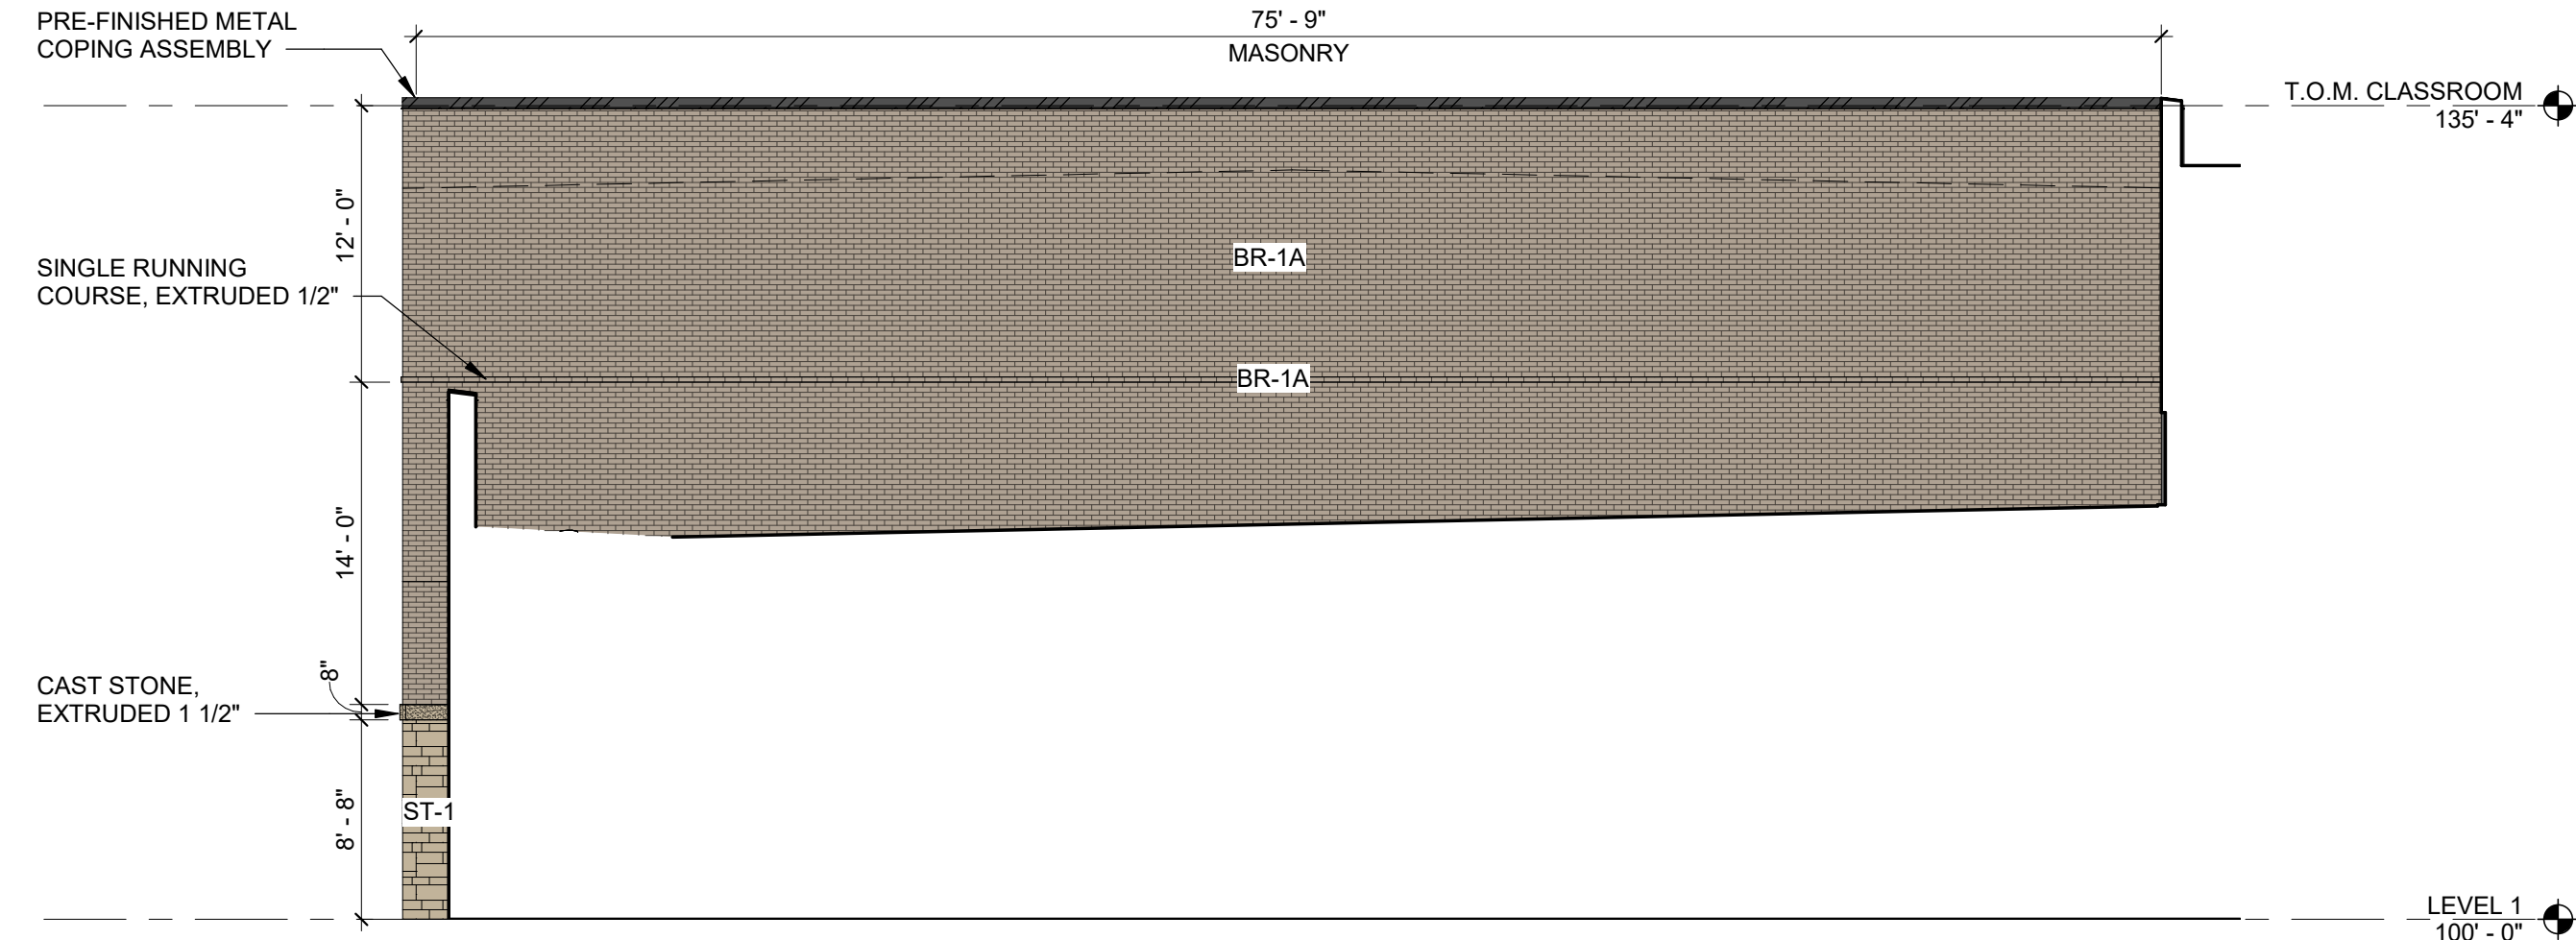 PRE-FINISHED METAL
COPING ASSEMBLY
75' - 9"
MASONRY
T.O.M. CLASSROOM
135' - 4"
12' - 0"
BR-1A
SINGLE RUNNING
COURSE, EXTRUDED 1/2"
BR-1A
14' - 0"
8"
CAST STONE,
EXTRUDED 1 1/2"
8' - 8"
ST-1
LEVEL 1
100' - 0"